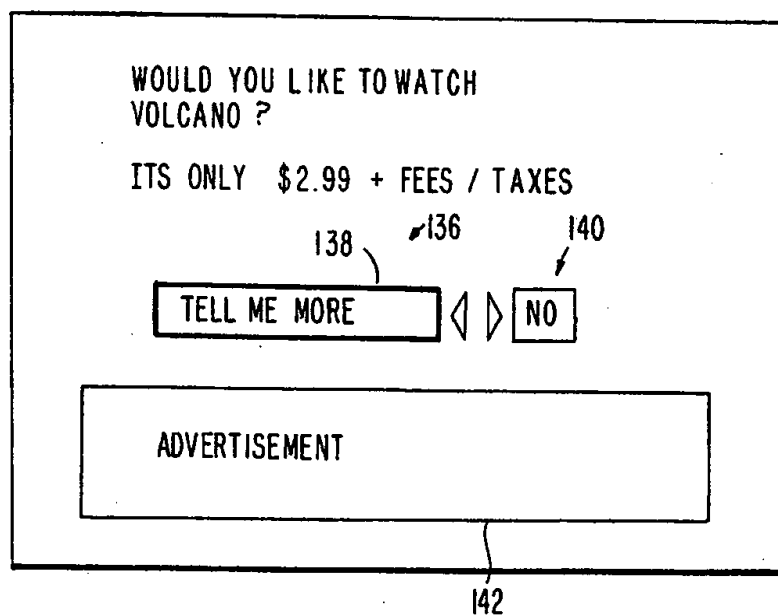 WOULD YOU LIKE TO WATCH
VOLCANO ?
ITS ONLY $2.99 + FEES / TAXES
136
138
140
TELL ME MORE
NO
ADVERTISEMENT
142